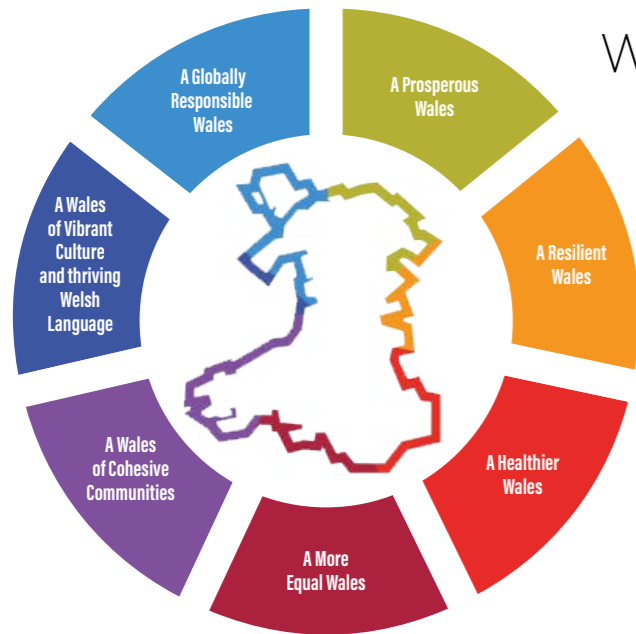 W
A Globally
Responsible
Wales
A Prosperous
Wales
A Resilient
Wales
A Healthier
Wales
A More
Equal Wales
A Wales
of Cohesive
Communities
A Wales
of Vibrant
Culture
and thriving
Welsh
Language